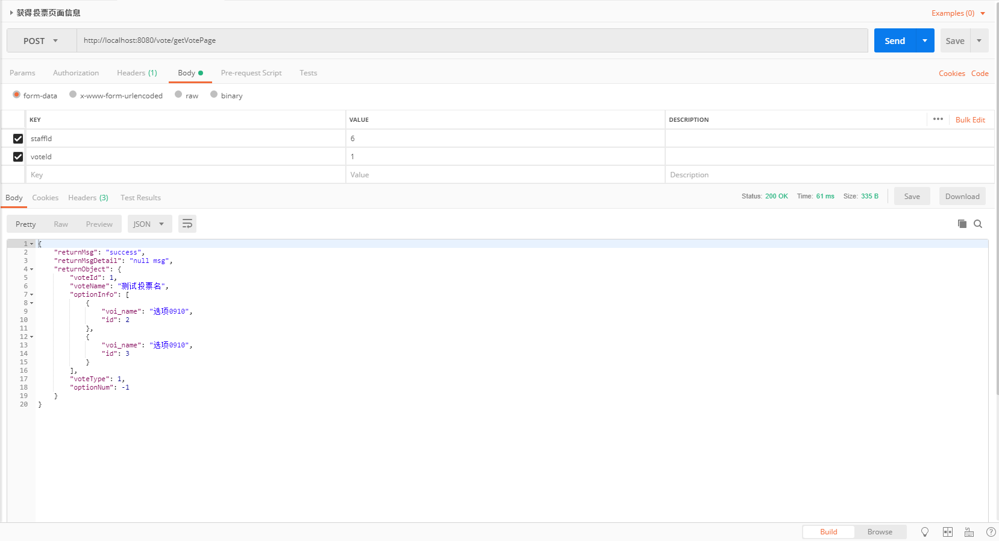 获得投票页面信息
Examples (0)
POST
http://localhost:8080/vote/getVotePage
Send
Save
Params Authorization Headers (1) Body Pre-request Script Tests
Cookies Code
form-data x-www-form-urlencoded raw binary
KEY VALUE DESCRIPTION ••• Bulk Edit
staffId 6
voteId 1
Key Value Description
Body Cookies Headers (3) Test Results Status: 200 OK Time: 61 ms Size: 335 B Save Download
Pretty Raw Preview JSON
1 {
2 "returnMsg": "success",
3 "returnMsgDetail": "null msg",
4 "returnObject": {
5 "voteId": 1,
6 "voteName": "测试投票名",
7 "optionInfo": [
8 {
9 "voi_name": "选项0910",
10 "id": 2
11 },
12 {
13 "voi_name": "选项0910",
14 "id": 3
15 }
16 ],
17 "voteType": 1,
18 "optionNum": -1
19 }
20 }
Build Browse